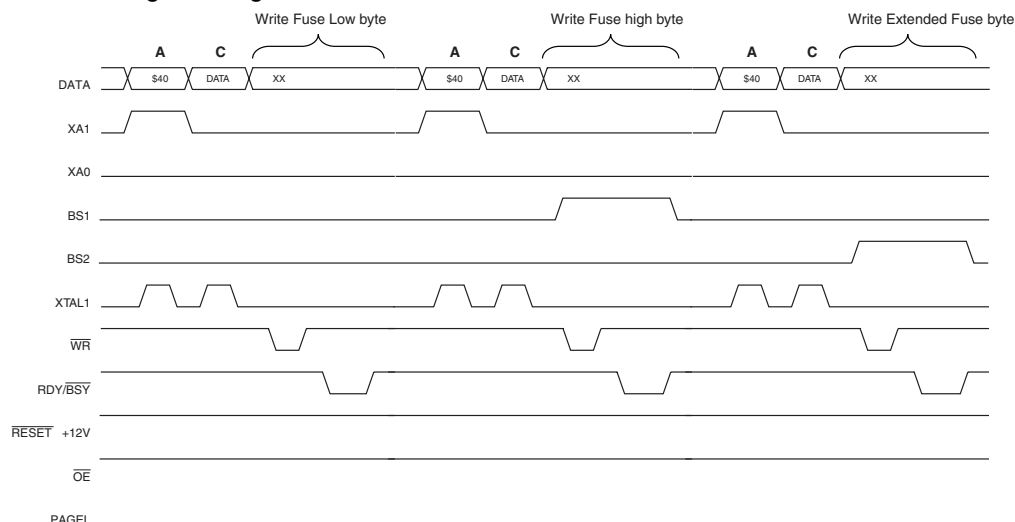 Write Fuse Low byte Write Fuse high byte Write Extended Fuse byte
A C A C A C
DATA $40 DATA XX $40 DATA XX $40 DATA XX
XA1
XA0
BS1
BS2
XTAL1
WR
RDY/BSY
RESET +12V
OE
PAGEL